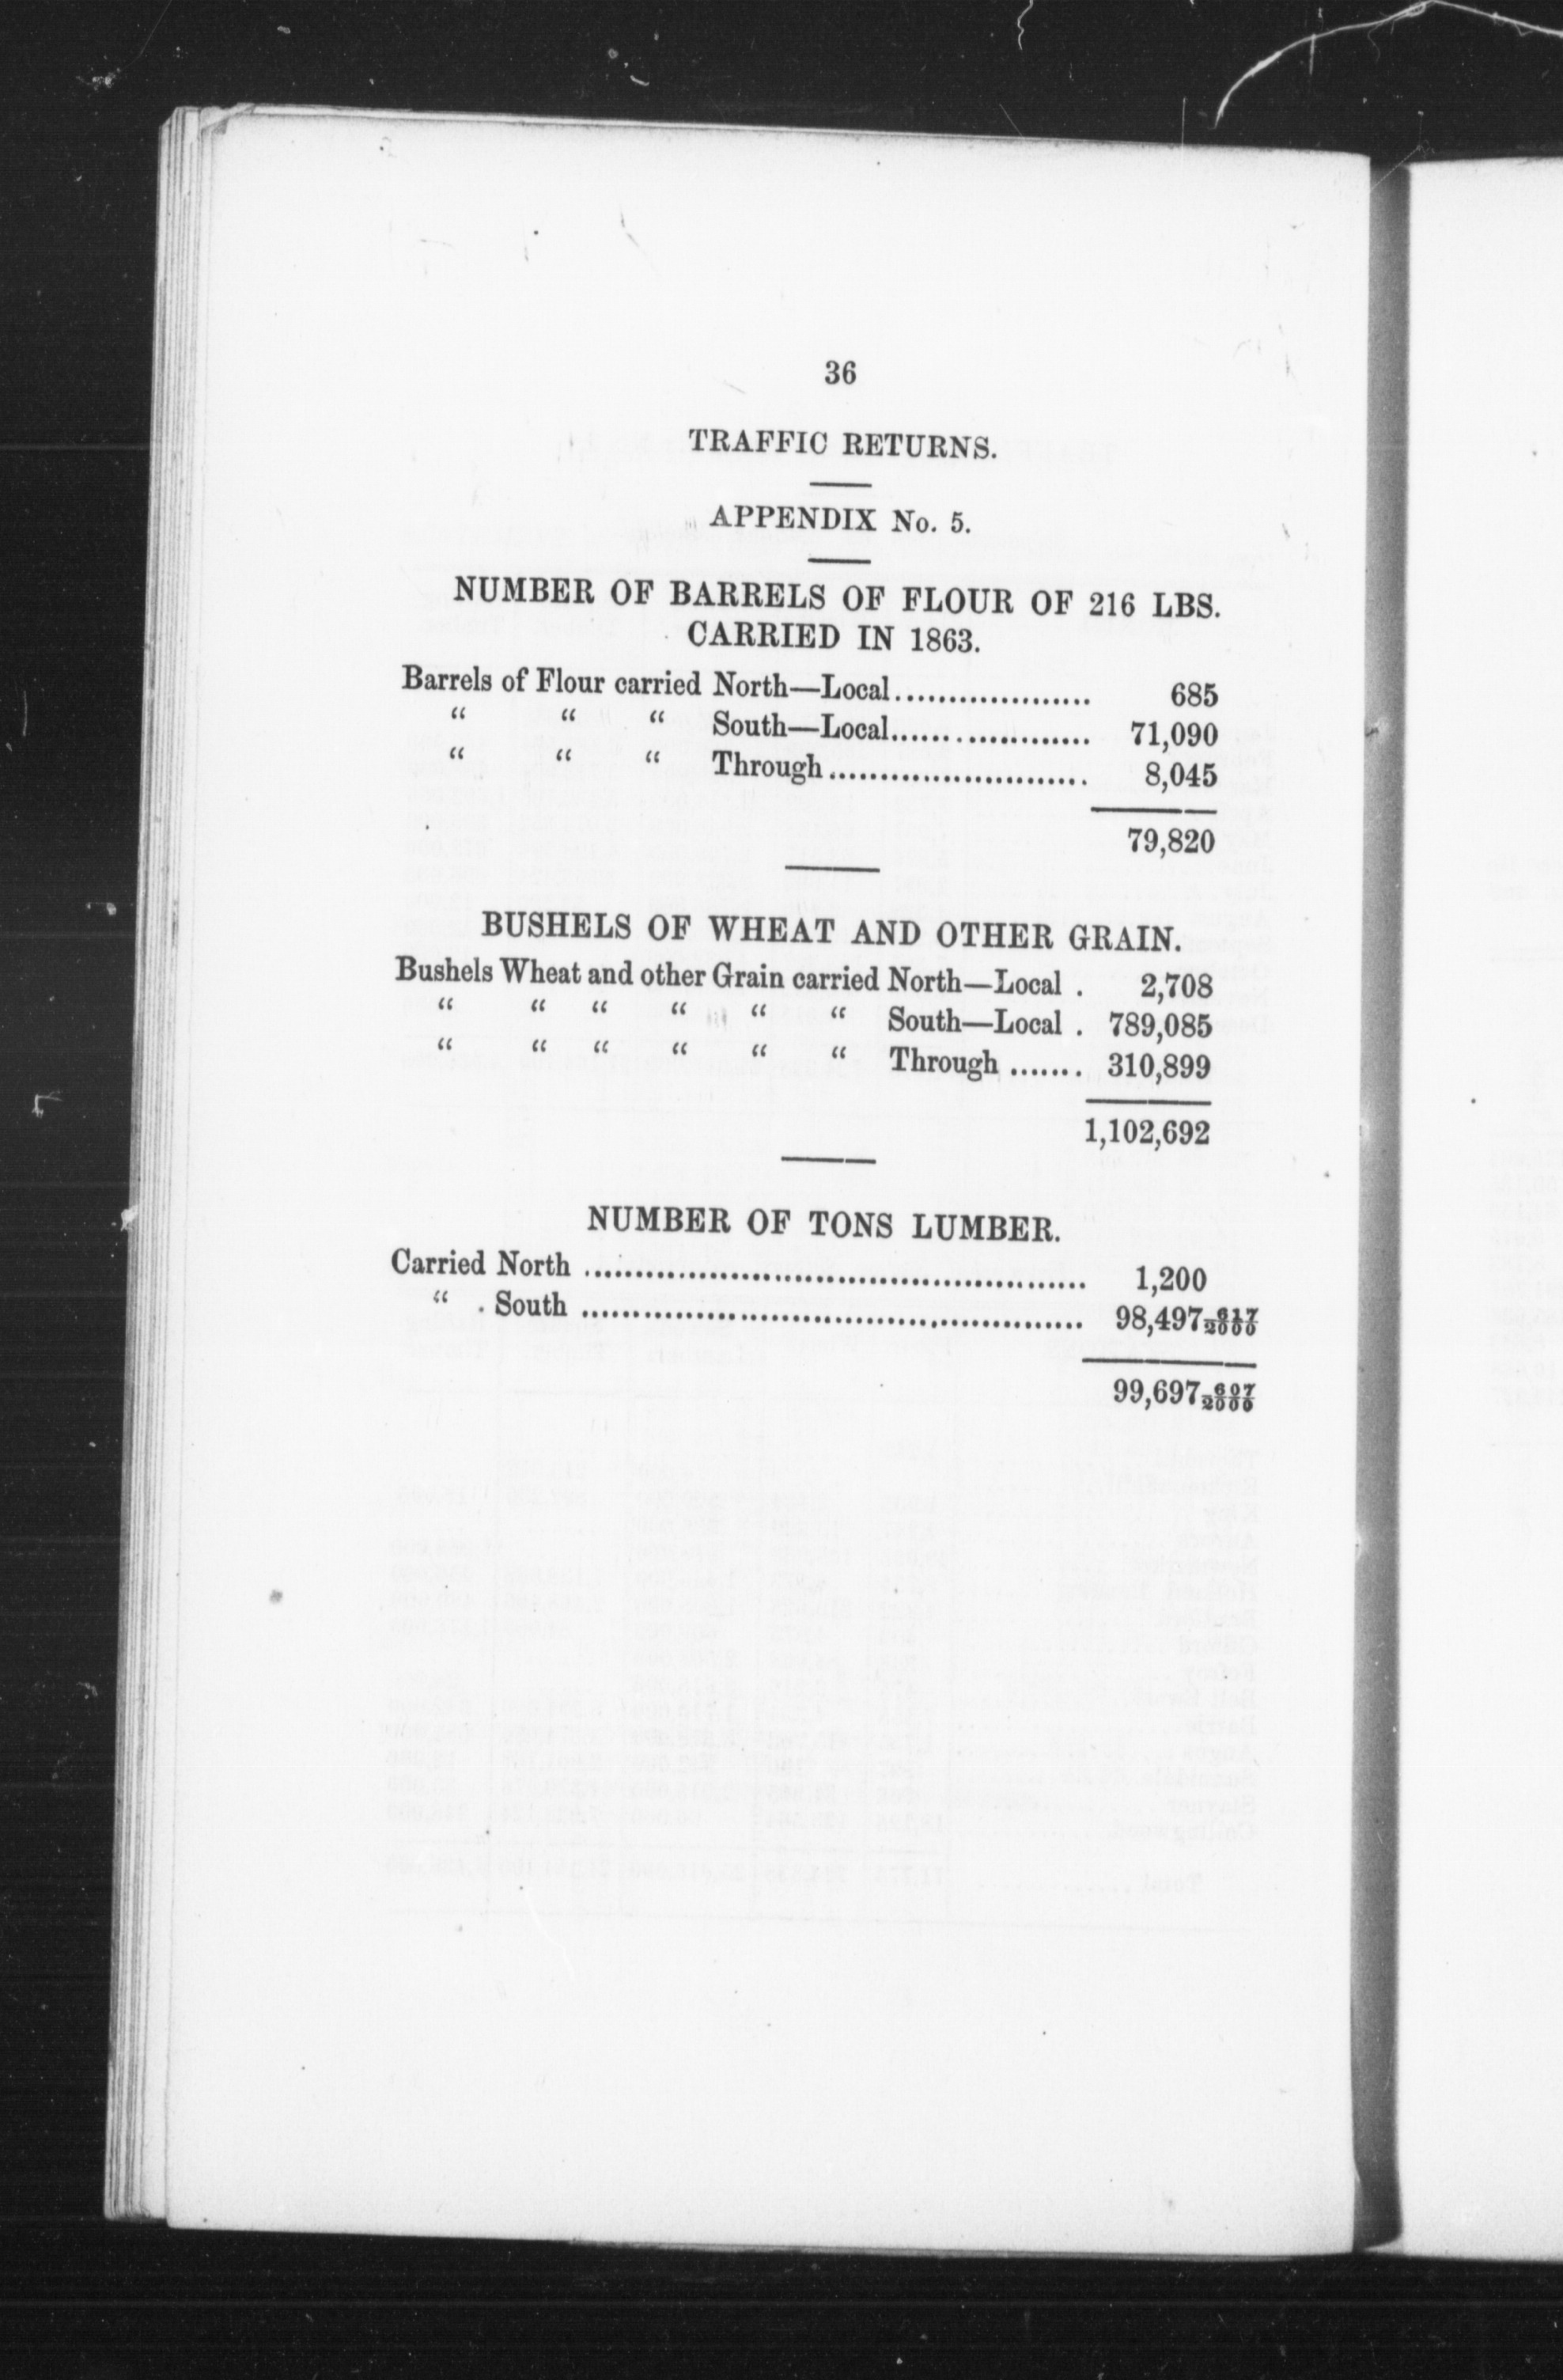 36
TRAFFIC RETURNS.
APPENDIX No. 5.
NUMBER OF BARRELS OF FLOUR OF 216 LBS.
CARRIED IN 1863.
Barrels of Flour carried North—Local.................... 685
“ “ “ South—Local..................... 71,090
“ “ “ Through.......................... 8,045
79,820
BUSHELS OF WHEAT AND OTHER GRAIN.
Bushels Wheat and other Grain carried North—Local . 2,708
“ “ “ “ “ “ South—Local . 789,085
“ “ “ “ “ “ Through ....... 310,899
1,102,692
NUMBER OF TONS LUMBER.
Carried North .................................................. 1,200
“ . South .................................................. 98,497 617/2000
99,697 607/2000